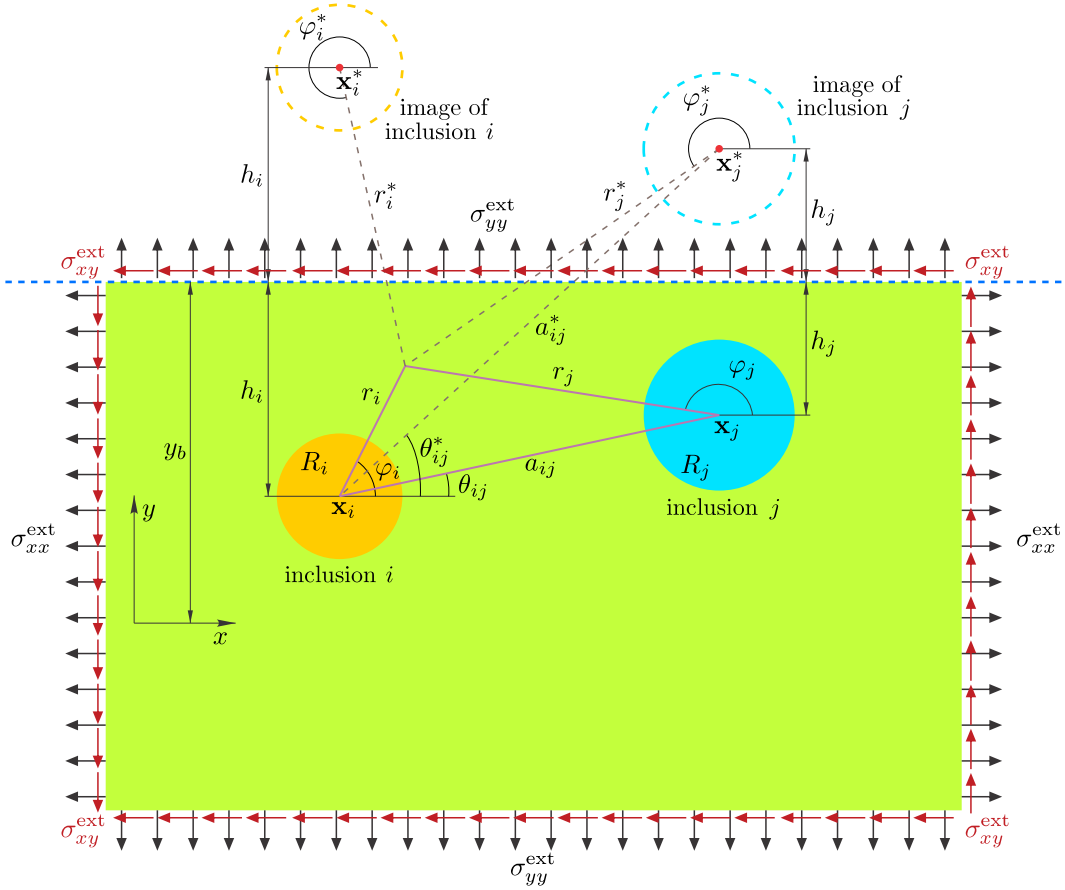 φ_i^*
x_i^*
image of
inclusion i
φ_j^*
x_j^*
image of
inclusion j
h_i
r_i^*
σ_yy^ext
r_j^*
h_j
σ_xy^ext
σ_xy^ext
a_ij^*
h_j
h_i
r_i
r_j
φ_j
x_j
y_b
R_i
φ_i
θ_ij^*
θ_ij
a_ij
R_j
x_i
inclusion j
y
σ_xx^ext
σ_xx^ext
inclusion i
x
σ_xy^ext
σ_xy^ext
σ_yy^ext